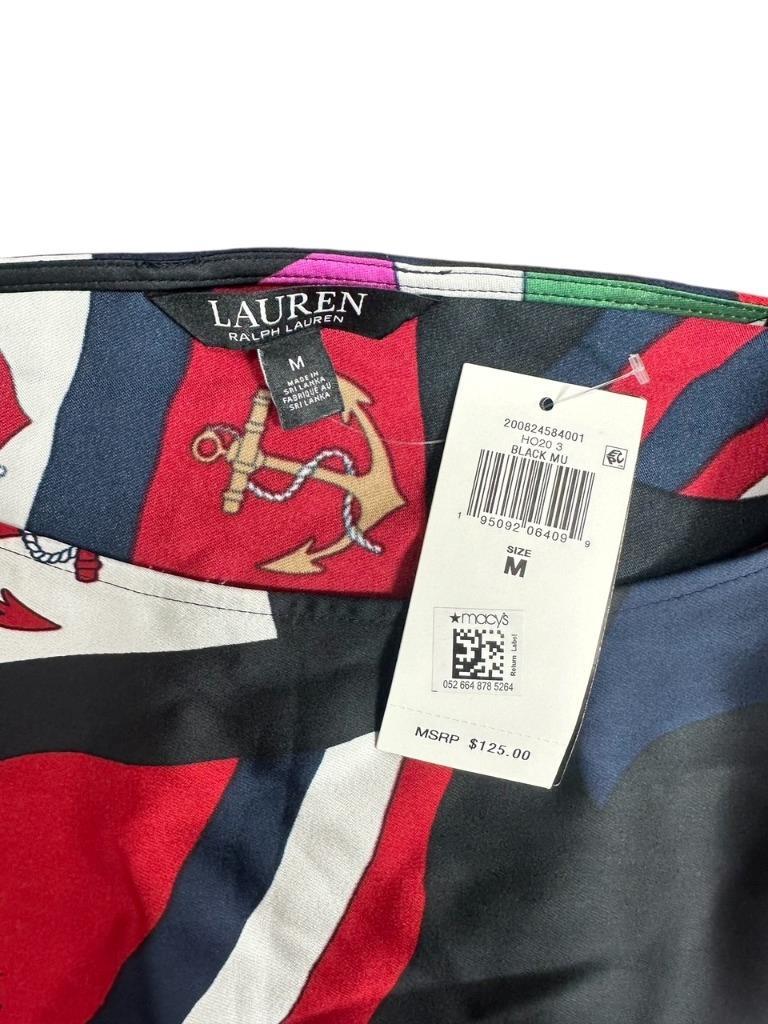 LAUREN
RALPH LAUREN
M
MADE IN
SRI LANKA
FABRIQUÉ AU
SRI LANKA
200824584001
HO20 3
BLACK MU
1 95092 06409 9
SIZE
M
★macy's
Return Label
052 664 878 5264
MSRP $125.00